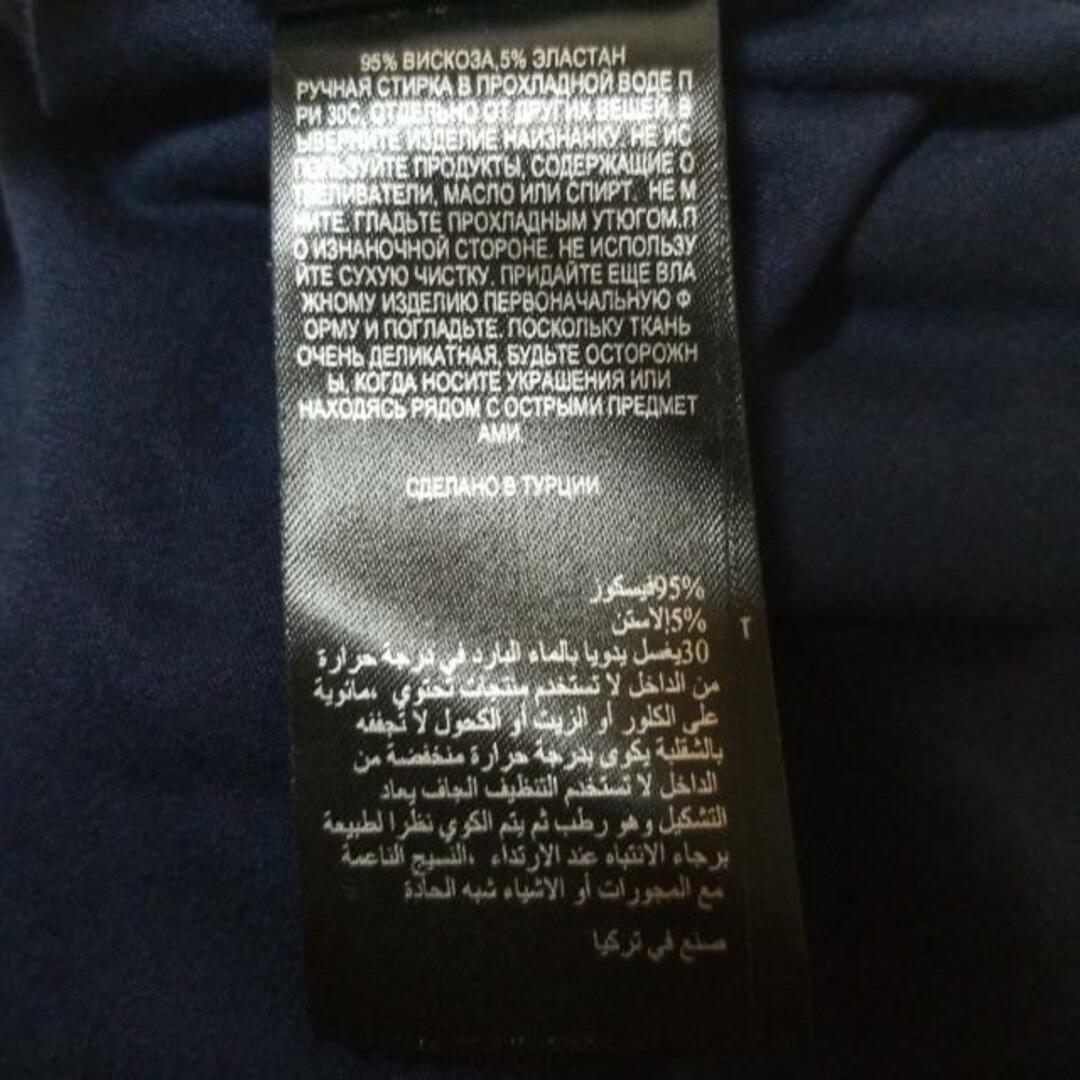 95% ВИСКОЗА,5% ЭЛАСТАН
РУЧНАЯ СТИРКА В ПРОХЛАДНОЙ ВОДЕ П
РИ 30С, ОТДЕЛЬНО ОТ ДРУГИХ ВЕЩЕЙ. В
ЫВЕРНИТЕ ИЗДЕЛИЕ НАИЗНАНКУ. НЕ ИС
ПОЛЬЗУЙТЕ ПРОДУКТЫ, СОДЕРЖАЩИЕ О
ТБЕЛИВАТЕЛИ, МАСЛО ИЛИ СПИРТ. НЕ М
НИТЕ. ГЛАДЬТЕ ПРОХЛАДНЫМ УТЮГОМ.П
О ИЗНАНОЧНОЙ СТОРОНЕ. НЕ ИСПОЛЬЗУ
ЙТЕ СУХУЮ ЧИСТКУ. ПРИДАЙТЕ ЕЩЕ ВЛА
ЖНОМУ ИЗДЕЛИЮ ПЕРВОНАЧАЛЬНУЮ Ф
ОРМУ И ПОГЛАДЬТЕ. ПОСКОЛЬКУ ТКАНЬ
ОЧЕНЬ ДЕЛИКАТНАЯ, БУДЬТЕ ОСТОРОЖН
Ы, КОГДА НОСИТЕ УКРАШЕНИЯ ИЛИ
НАХОДЯСЬ РЯДОМ С ОСТРЫМИ ПРЕДМЕТ
АМИ.
СДЕЛАНО В ТУРЦИИ
95%فيسكوز
5%إلاستن
30يغسل يدويا بالماء البارد في درجة حرارة
من الداخل لا تستخدم منتجات تحتوي ،مائوية
على الكلور أو الزيت أو الكحول لا تجففه
بالشقلبة يكوى بدرجة حرارة منخفضة من
الداخل لا تستخدم التنظيف الجاف يعاد
التشكيل وهو رطب ثم يتم الكوي نظرا لطبيعة
برجاء الانتباه عند الارتداء ،النسيج الناعمة
مع المجورات أو الاشياء شبه الحادة
صنع في تركيا